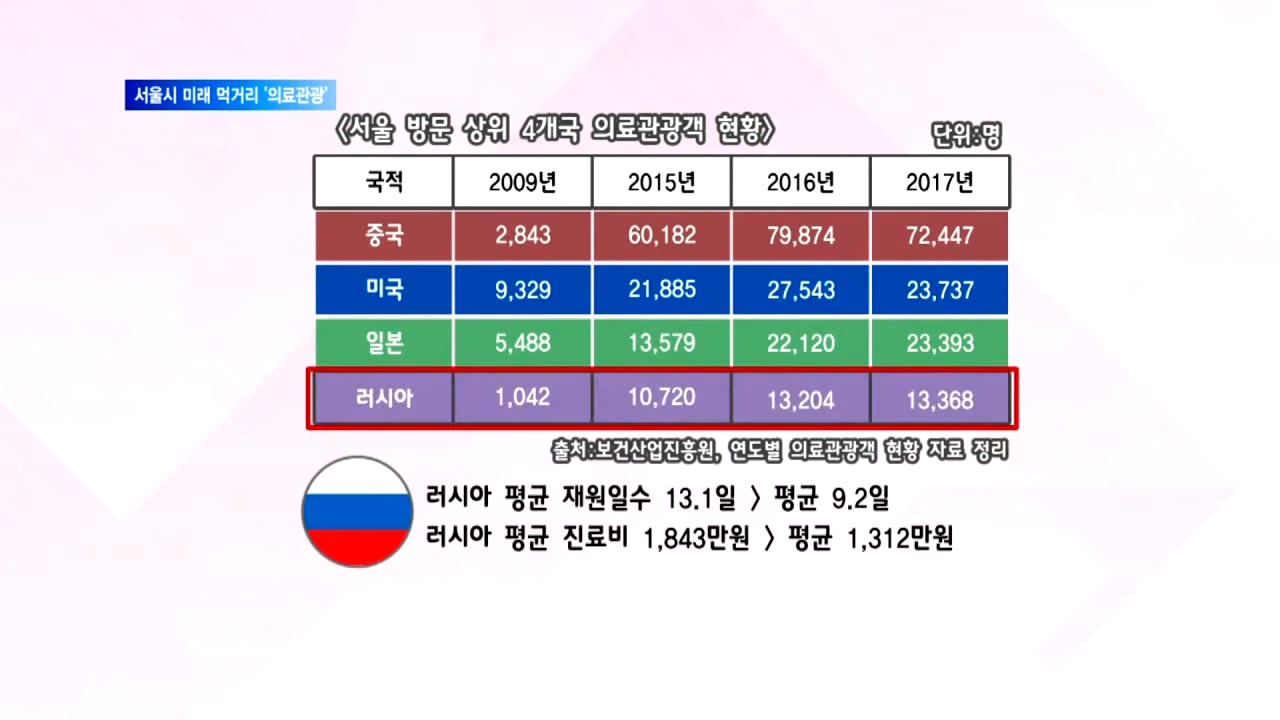 서울시 미래 먹거리 '의료관광'
<서울 방문 상위 4개국 의료관광객 현황>
단위:명
국적 2009년 2015년 2016년 2017년
중국 2,843 60,182 79,874 72,447
미국 9,329 21,885 27,543 23,737
일본 5,488 13,579 22,120 23,393
러시아 1,042 10,720 13,204 13,368
출처:보건산업진흥원, 연도별 의료관광객 현황 자료 정리
러시아 평균 재원일수 13.1일 > 평균 9.2일
러시아 평균 진료비 1,843만원 > 평균 1,312만원